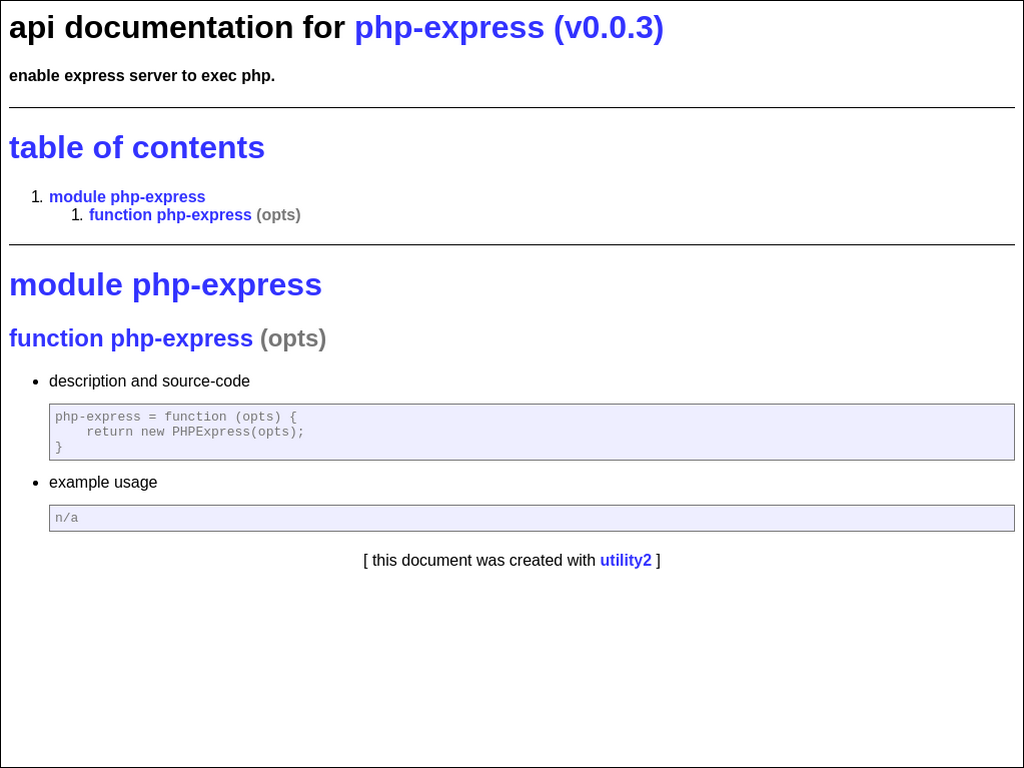 api documentation for php-express (v0.0.3)
enable express server to exec php.
table of contents
1. module php-express
1. function php-express (opts)
module php-express
function php-express (opts)
• description and source-code
php-express = function (opts) {
    return new PHPExpress(opts);
}
• example usage
n/a
[ this document was created with utility2 ]